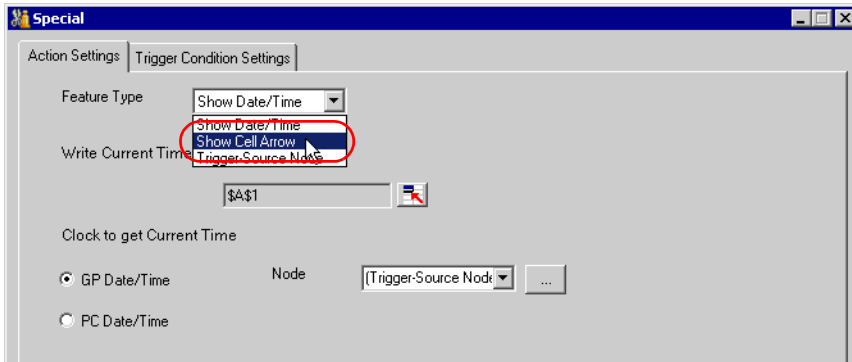 Special
Action Settings Trigger Condition Settings
Feature Type Show Date/Time
Show Date/Time
Show Cell Arrow
Write Current Time Trigger-Source Node
$A$1
Clock to get Current Time
GP Date/Time Node (Trigger-Source Node ...
PC Date/Time